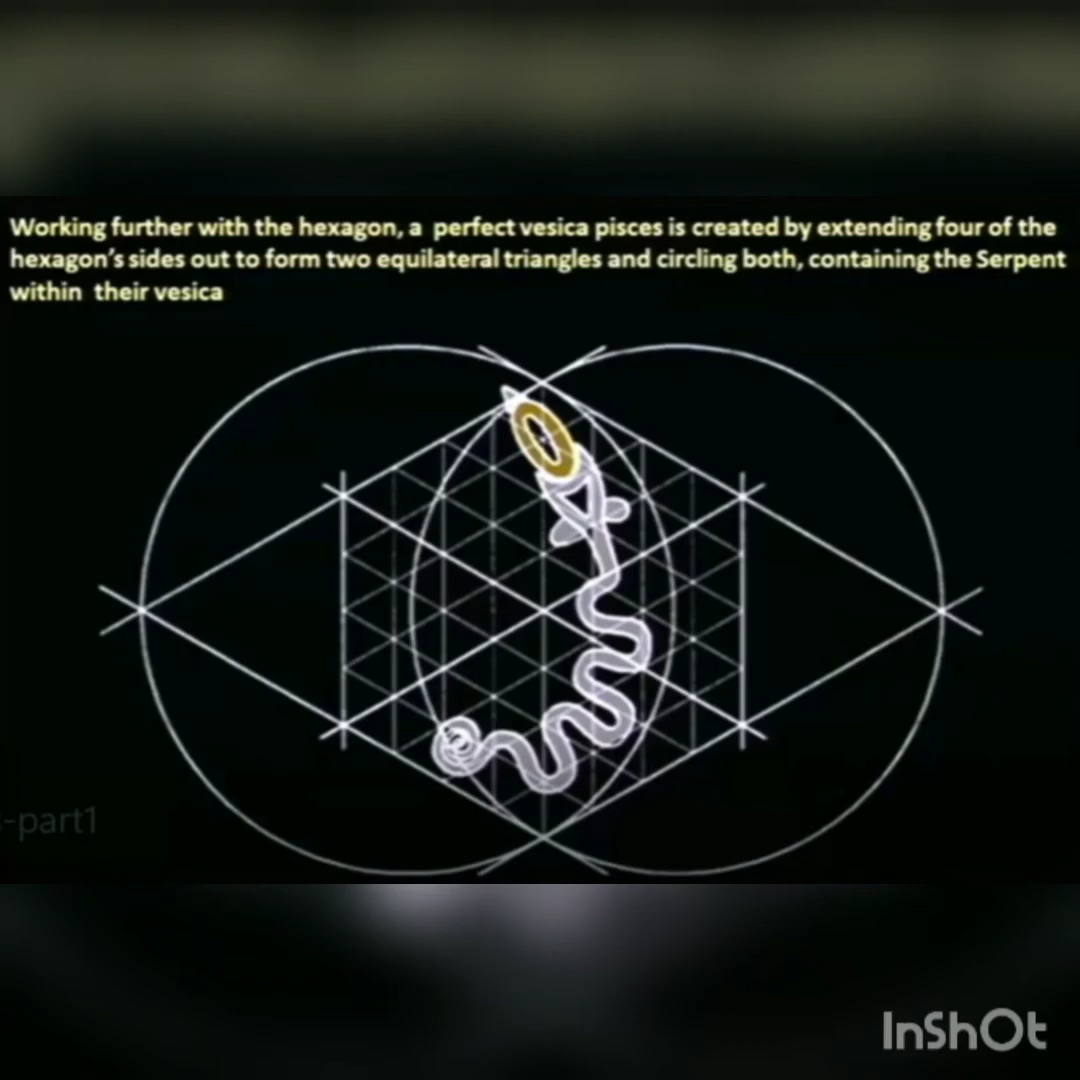 Working further with the hexagon, a perfect vesica pisces is created by extending four of the
hexagon's sides out to form two equilateral triangles and circling both, containing the Serpent
within their vesica
-part1
InShOt